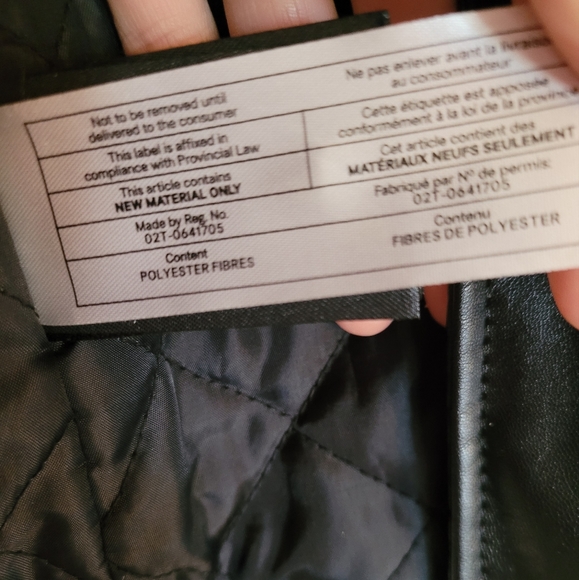 Not to be removed until
delivered to the consumer
This label is affixed in
compliance with Provincial Law
This article contains
NEW MATERIAL ONLY
Made by Reg. No.
02T-0641705
Content
POLYESTER FIBRES
Ne pas enlever avant la livraison
au consommateur
Cette étiquette est apposée
conformément à la loi de la province
Cet article contient des
MATÉRIAUX NEUFS SEULEMENT
Fabriqué par N° de permis:
02T-0641705
Contenu
FIBRES DE POLYESTER